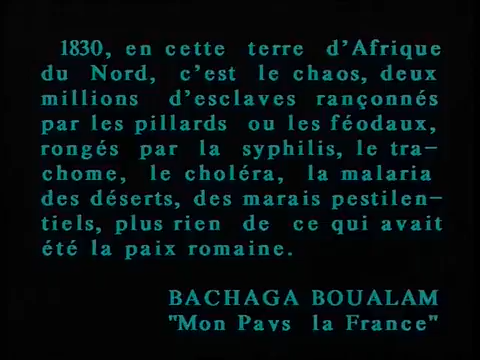 1830, en cette terre d'Afrique
du Nord, c'est le chaos, deux
millions d'esclaves rançonnés
par les pillards ou les féodaux,
rongés par la syphilis, le tra-
chome, le choléra, la malaria
des déserts, des marais pestilen-
tiels, plus rien de ce qui avait
été la paix romaine.
BACHAGA BOUALAM
"Mon Pays la France"